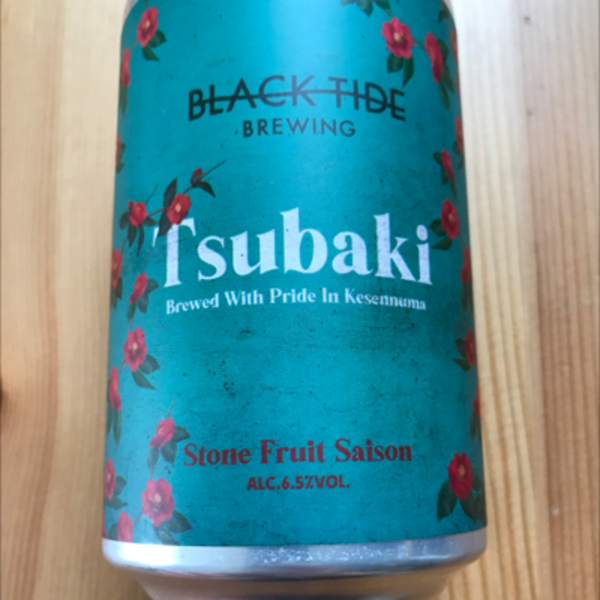 BLACK TIDE
BREWING
Tsubaki
Brewed With Pride In Kesennuma
Stone Fruit Saison
ALC.6.5%VOL.